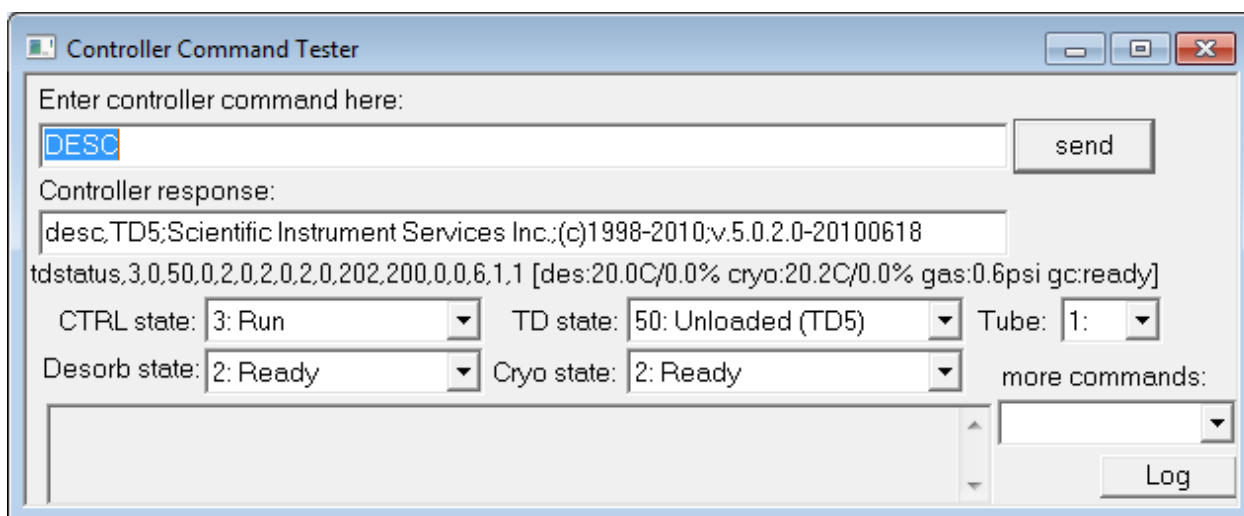 Controller Command Tester
Enter controller command here:
DESC
send
Controller response:
desc,TD5;Scientific Instrument Services Inc.;(c)1998-2010;v.5.0.2.0-20100618
tdstatus,3,0,50,0,2,0,2,0,2,0,202,200,0,0,6,1,1 [des:20.0C/0.0% cryo:20.2C/0.0% gas:0.6psi gc:ready]
CTRL state: 3: Run TD state: 50: Unloaded (TD5) Tube: 1:
Desorb state: 2: Ready Cryo state: 2: Ready more commands:
Log